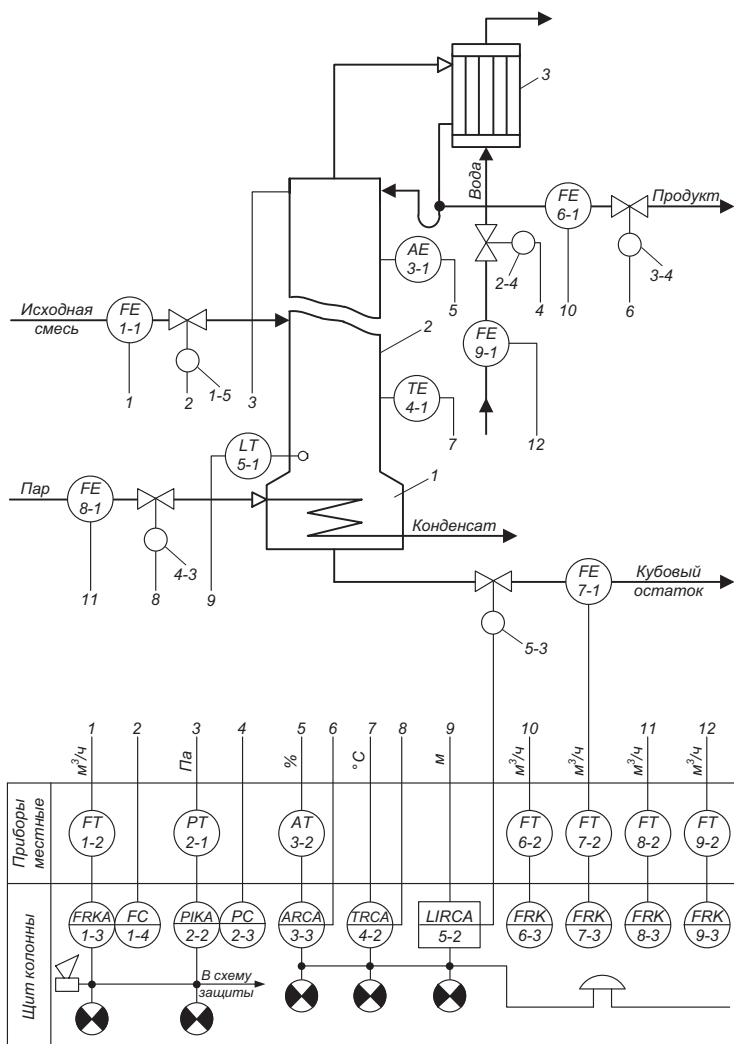 3
Вода
FE
6-1
Продукт
AE
3-1
2-4
3-4
3
5
4
10
6
Исходная
смесь
FE
1-1
2
FE
9-1
1-5
1
2
3
TE
4-1
7
12
LT
5-1
1
Пар
FE
8-1
9
Конденсат
4-3
11
8
FE
7-1
Кубовый
остаток
5-3
1
2
3
4
5
6
7
8
9
10
11
12
м³/ч
Па
%
°C
м
м³/ч
м³/ч
м³/ч
м³/ч
Приборы
местные
FT
1-2
PT
2-1
AT
3-2
FT
6-2
FT
7-2
FT
8-2
FT
9-2
Щит колонны
FRKA
1-3
FC
1-4
PIKA
2-2
PC
2-3
ARCA
3-3
TRCA
4-2
LIRCA
5-2
FRK
6-3
FRK
7-3
FRK
8-3
FRK
9-3
В схему
защиты